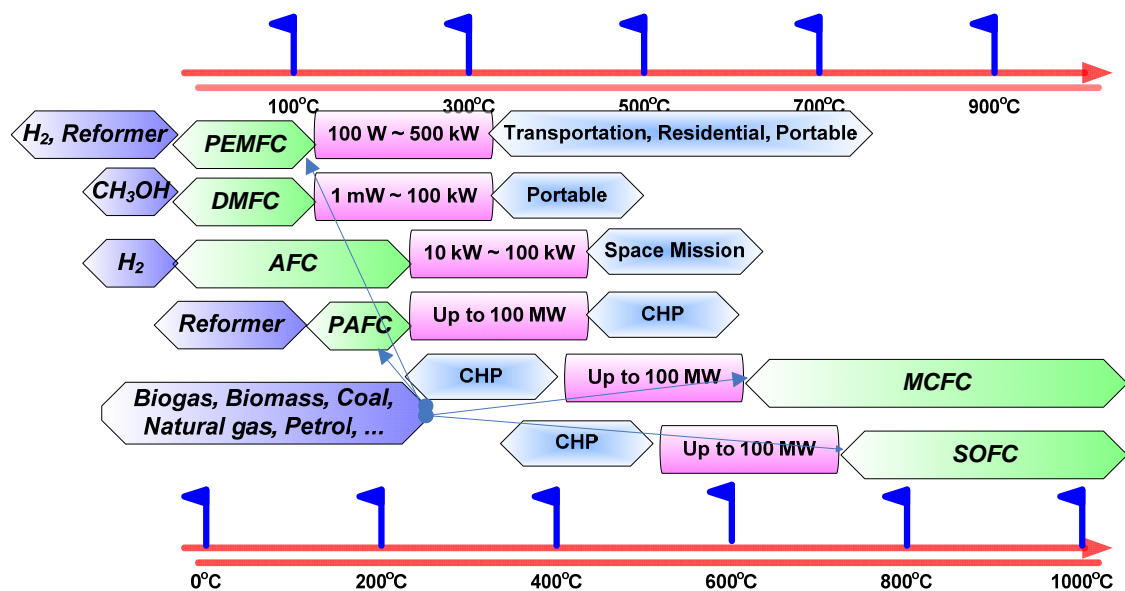 100°C 300°C 500°C 700°C 900°C
H₂, Reformer PEMFC 100 W ~ 500 kW Transportation, Residential, Portable
CH₃OH DMFC 1 mW ~ 100 kW Portable
H₂ AFC 10 kW ~ 100 kW Space Mission
Reformer PAFC Up to 100 MW CHP
CHP Up to 100 MW MCFC
Biogas, Biomass, Coal,
Natural gas, Petrol, ...
CHP Up to 100 MW SOFC
0°C 200°C 400°C 600°C 800°C 1000°C